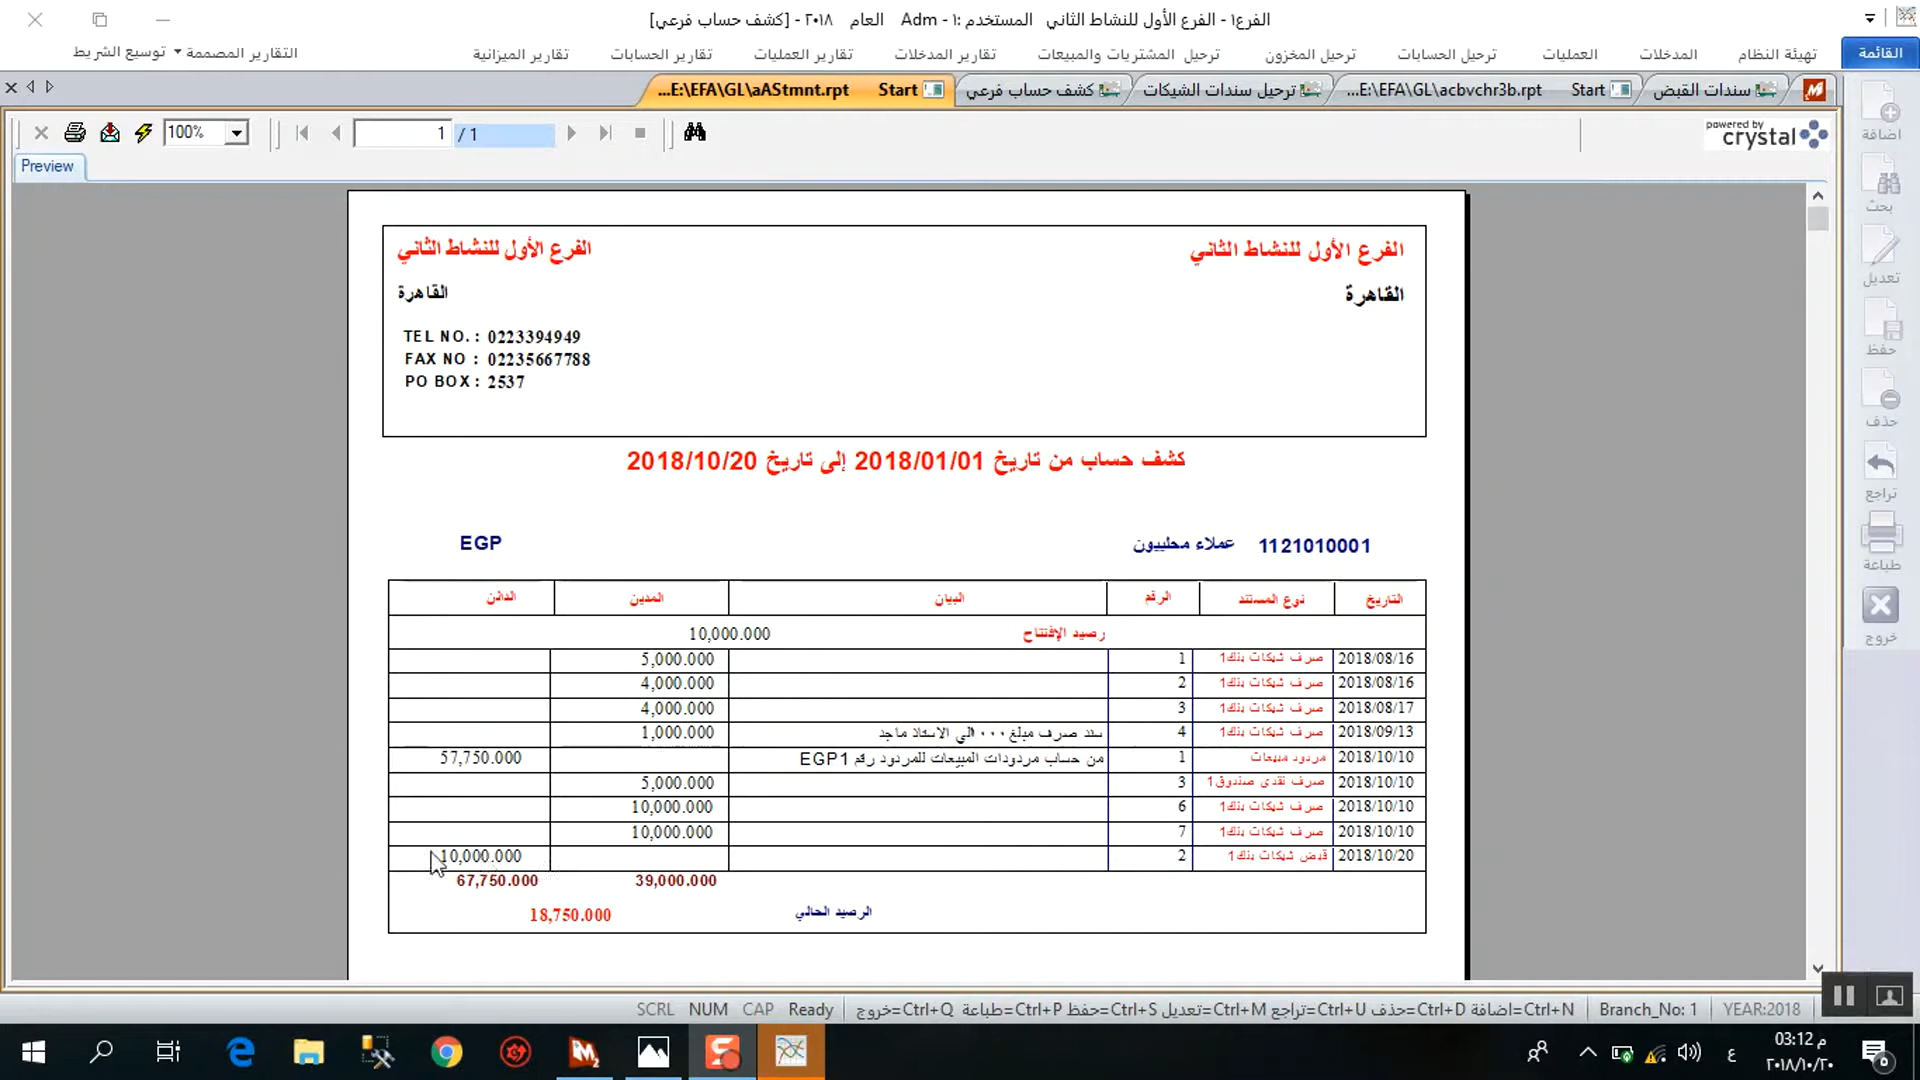 الفرع١ - الفرع الأول للنشاط الثاني   المستخدم :١ - Adm   العام   ٢٠١٨ - [كشف حساب فرعي]
القائمة   تهيئة النظام   المدخلات   العمليات   ترحيل الحسابات   ترحيل المخزون   ترحيل المشتريات والمبيعات   تقارير المدخلات   تقارير العمليات   تقارير الحسابات   تقارير الميزانية   التقارير المصممة   توسيع الشريط
سندات القبض   Start   ...E:\EFA\GL\acbvchr3b.rpt   ترحيل سندات الشيكات   كشف حساب فرعي   Start   ...E:\EFA\GL\aAStmnt.rpt
100%   1   / 1   powered by crystal
Preview
اضافة
بحث
تعديل
حفظ
حذف
تراجع
طباعة
خروج
الفرع الأول للنشاط الثاني   الفرع الأول للنشاط الثاني
القاهرة   القاهرة
TEL NO. : 0223394949
FAX NO : 02235667788
PO BOX : 2537
كشف حساب من تاريخ 2018/01/01 إلى تاريخ 2018/10/20
1121010001   عملاء محلييون   EGP
التاريخ   نوع المستند   الرقم   البيان   المدين   الدائن
رصيد الإفتتاح   10,000.000
2018/08/16   صرف شيكات بنك1   1   5,000.000
2018/08/16   صرف شيكات بنك1   2   4,000.000
2018/08/17   صرف شيكات بنك1   3   4,000.000
2018/09/13   صرف شيكات بنك1   4   سند صرف مبلغ ١٠٠٠ الي الاستاذ ماجد   1,000.000
2018/10/10   مردود مبيعات   1   من حساب مردودات المبيعات للمردود رقم EGP1   57,750.000
2018/10/10   صرف نقدى صندوق1   3   5,000.000
2018/10/10   صرف شيكات بنك1   6   10,000.000
2018/10/10   صرف شيكات بنك1   7   10,000.000
2018/10/20   قبض شيكات بنك1   2   10,000.000
39,000.000   67,750.000
الرصيد الحالي   18,750.000
SCRL   NUM   CAP   Ready   Ctrl+N=اضافة Ctrl+D=حذف Ctrl+U=تراجع Ctrl+M=تعديل Ctrl+S=حفظ Ctrl+P=طباعة Ctrl+Q=خروج   Branch_No: 1   YEAR:2018
ع   03:12 م
٢٠١٨/١٠/٢٠